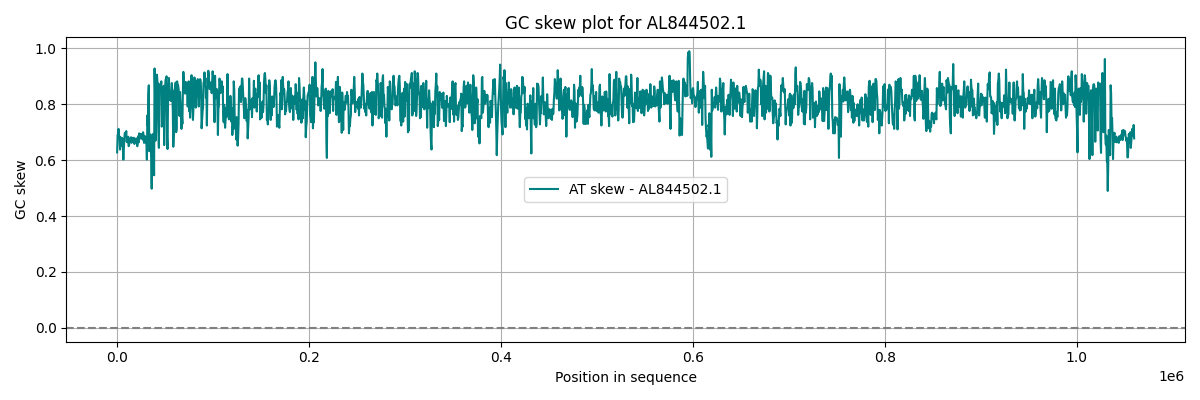 GC skew plot for AL844502.1
GC skew
1.0
0.8
0.6
0.4
0.2
0.0
AT skew - AL844502.1
0.0 0.2 0.4 0.6 0.8 1.0
1e6
Position in sequence